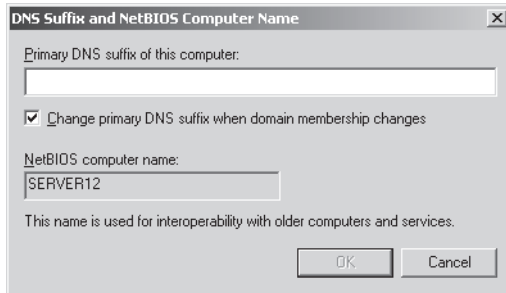 DNS Suffix and NetBIOS Computer Name
Primary DNS suffix of this computer:
Change primary DNS suffix when domain membership changes
NetBIOS computer name:
SERVER12
This name is used for interoperability with older computers and services.
OK
Cancel